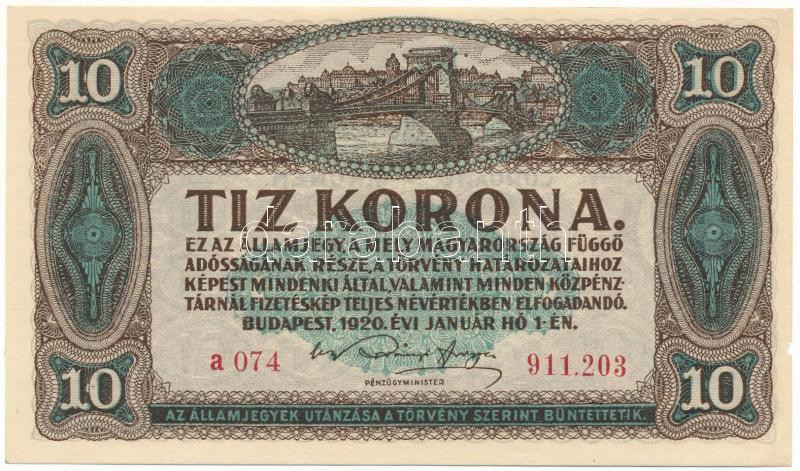 10 10
TIZ KORONA.
EZ AZ ÁLLAMJEGY, A MELY MAGYARORSZÁG FÜGGŐ
ADÓSSÁGÁNAK RÉSZE, A TÖRVÉNY HATÁROZATAIHOZ
KÉPEST MINDENKI ÁLTAL, VALAMINT MINDEN KÖZPÉNZ-
TÁRNÁL FIZETÉSKÉP TELJES NÉVÉRTÉKBEN ELFOGADANDÓ.
BUDAPEST, 1920. ÉVI JANUÁR HÓ 1-ÉN.
a 074 911.203
PÉNZÜGYMINISTER
10 10
AZ ÁLLAMJEGYEK UTÁNZÁSA A TÖRVÉNY SZERINT BÜNTETTETIK.